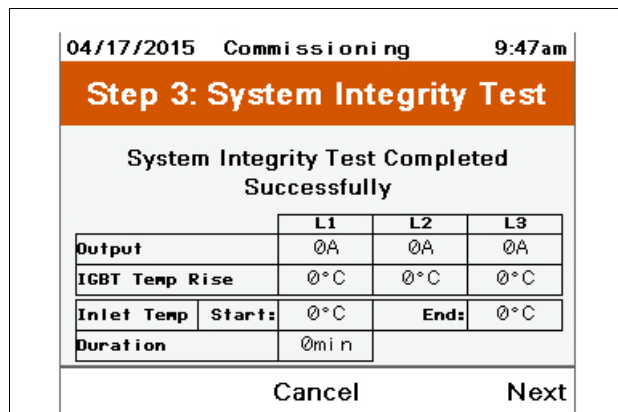 04/17/2015 Commissioning 9:47am
Step 3: System Integrity Test
System Integrity Test Completed
Successfully
L1 L2 L3
Output 0A 0A 0A
IGBT Temp Rise 0°C 0°C 0°C
Inlet Temp Start: 0°C End: 0°C
Duration 0min
Cancel Next